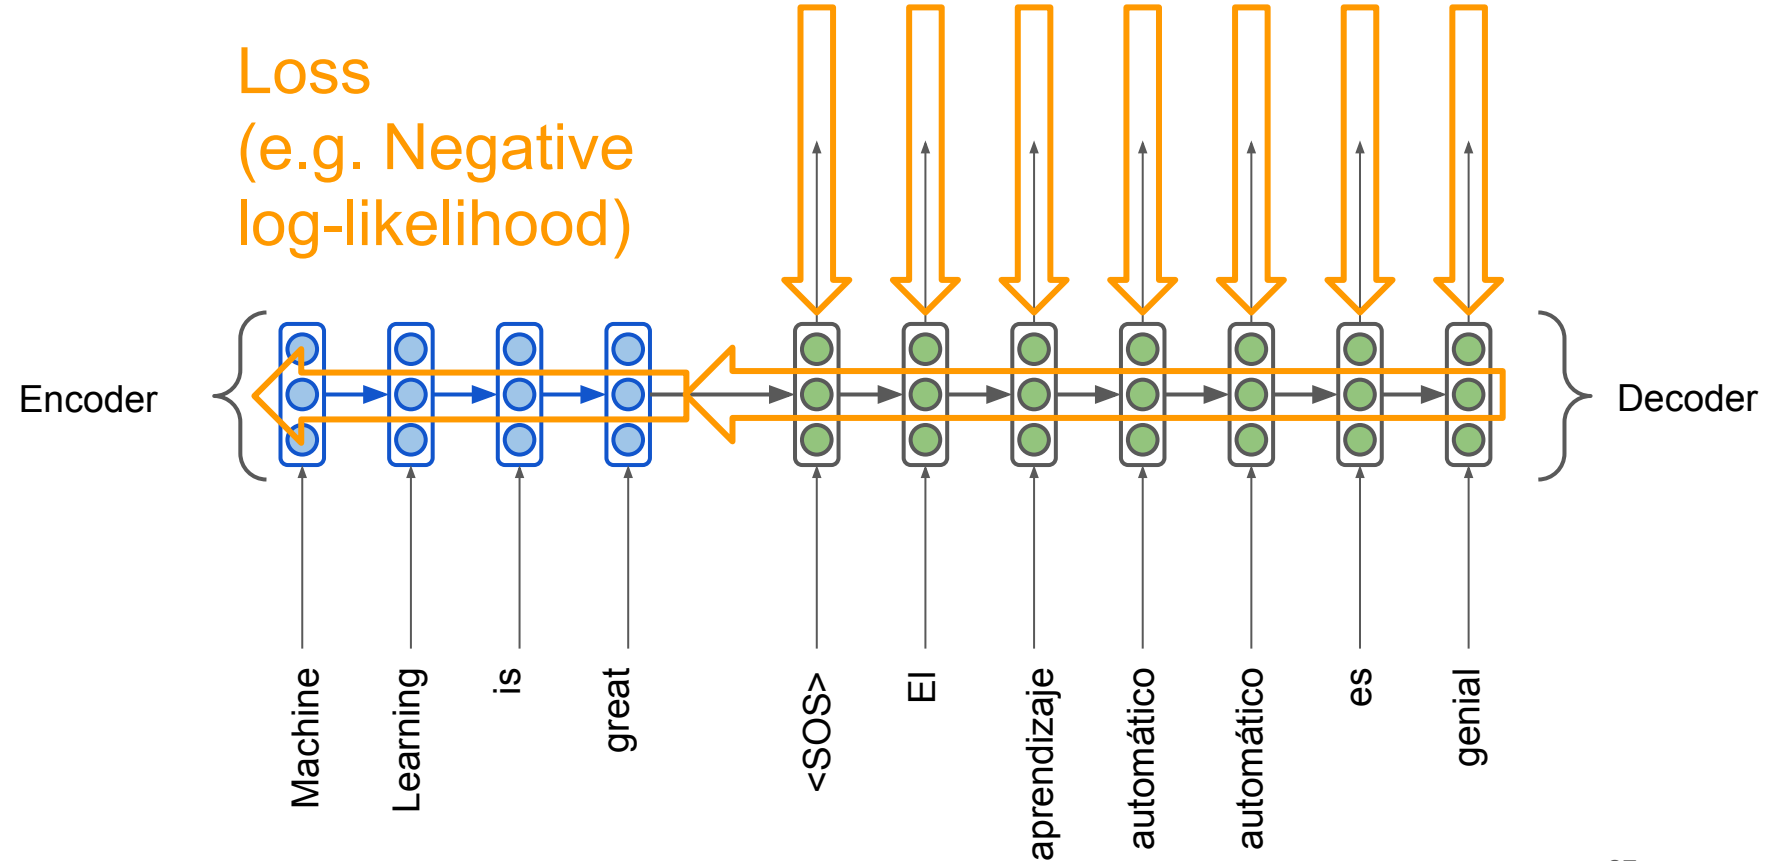 Loss
(e.g. Negative
log-likelihood)
Encoder
Decoder
Machine
Learning
is
great
<SOS>
El
aprendizaje
automático
automático
es
genial